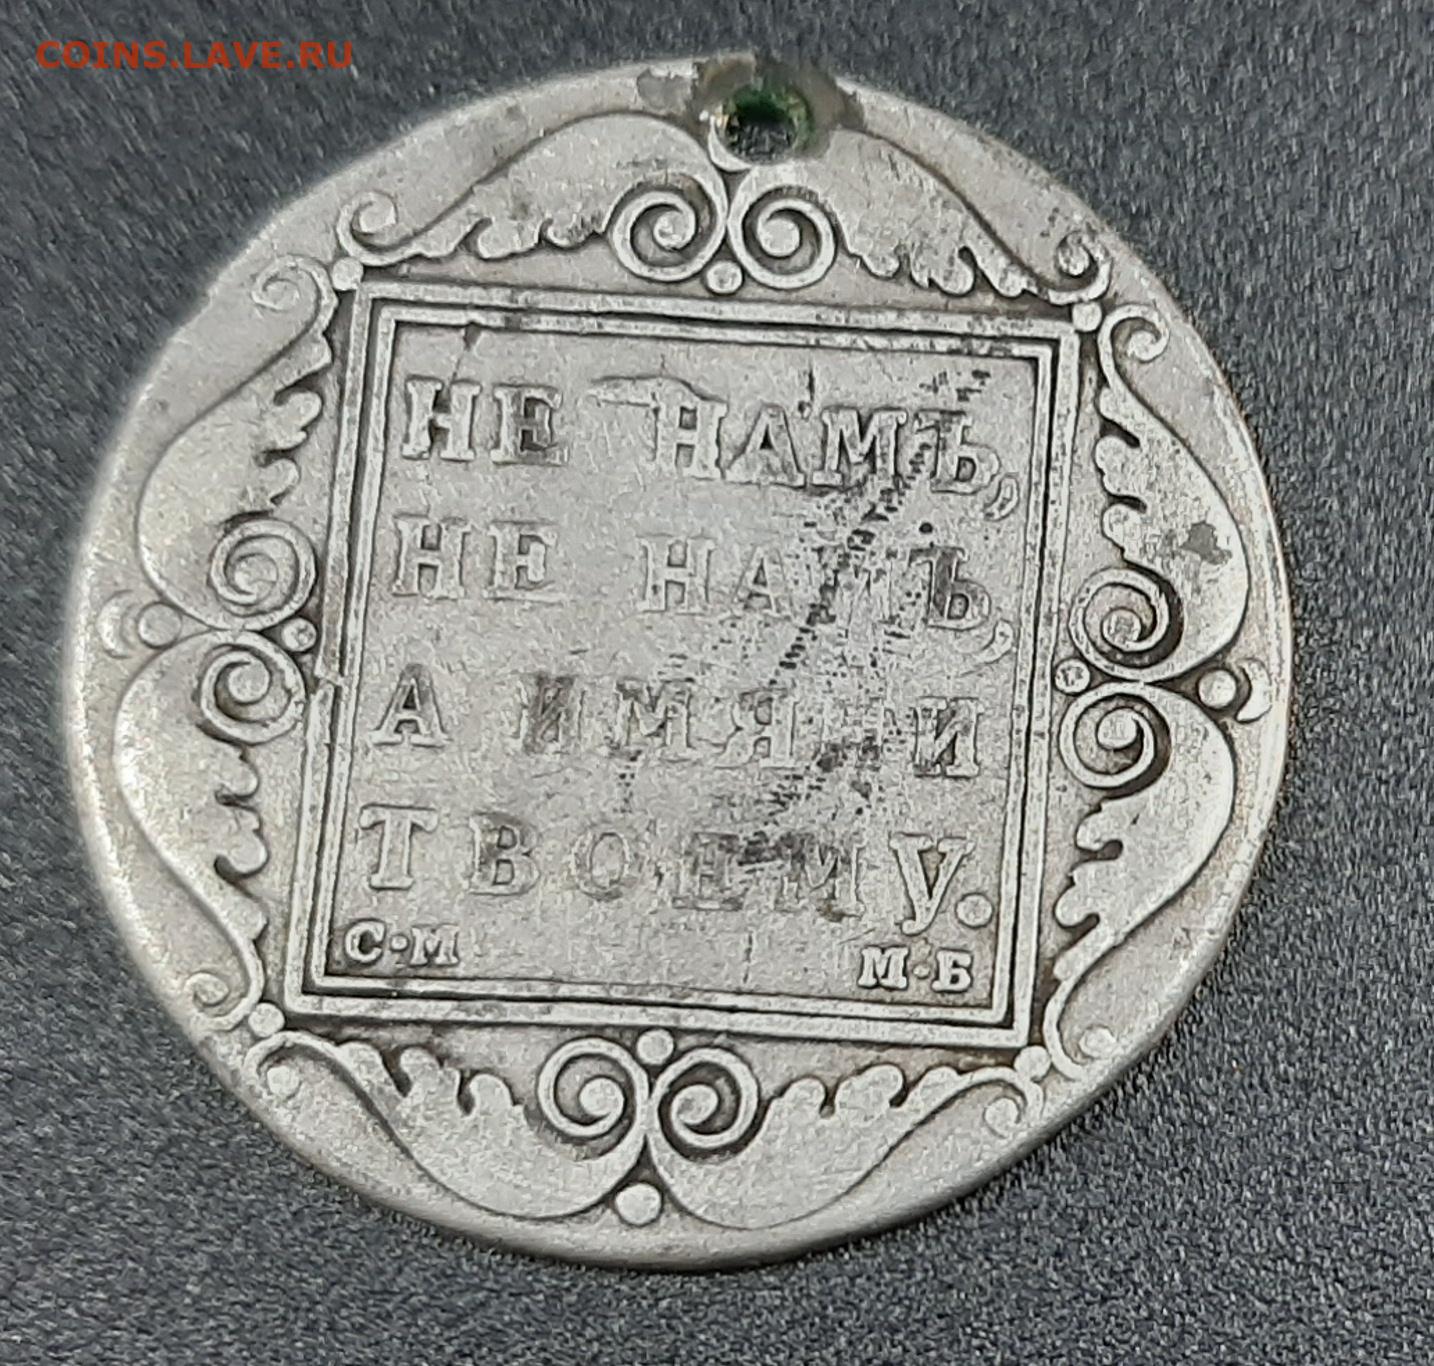 COINS.LAVE.RU
НЕ НАМЪ,
НЕ НАМЪ,
А ИМЯНИ
ТВОЕМУ.
С·М М·Б